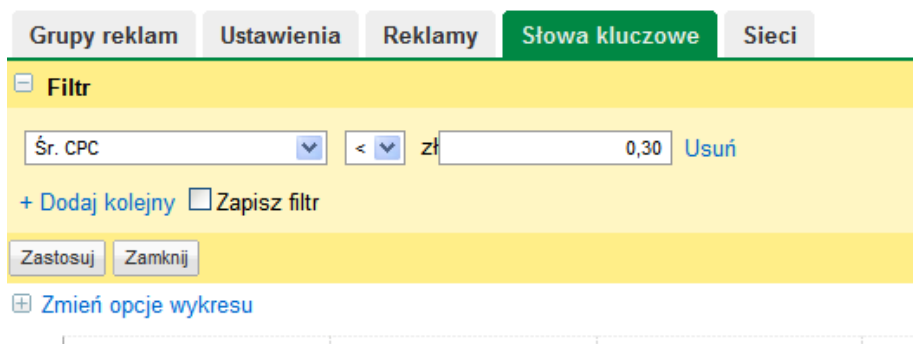 Grupy reklam Ustawienia Reklamy Słowa kluczowe Sieci
Filtr
Śr. CPC < zł 0,30 Usuń
+ Dodaj kolejny Zapisz filtr
Zastosuj Zamknij
Zmień opcje wykresu